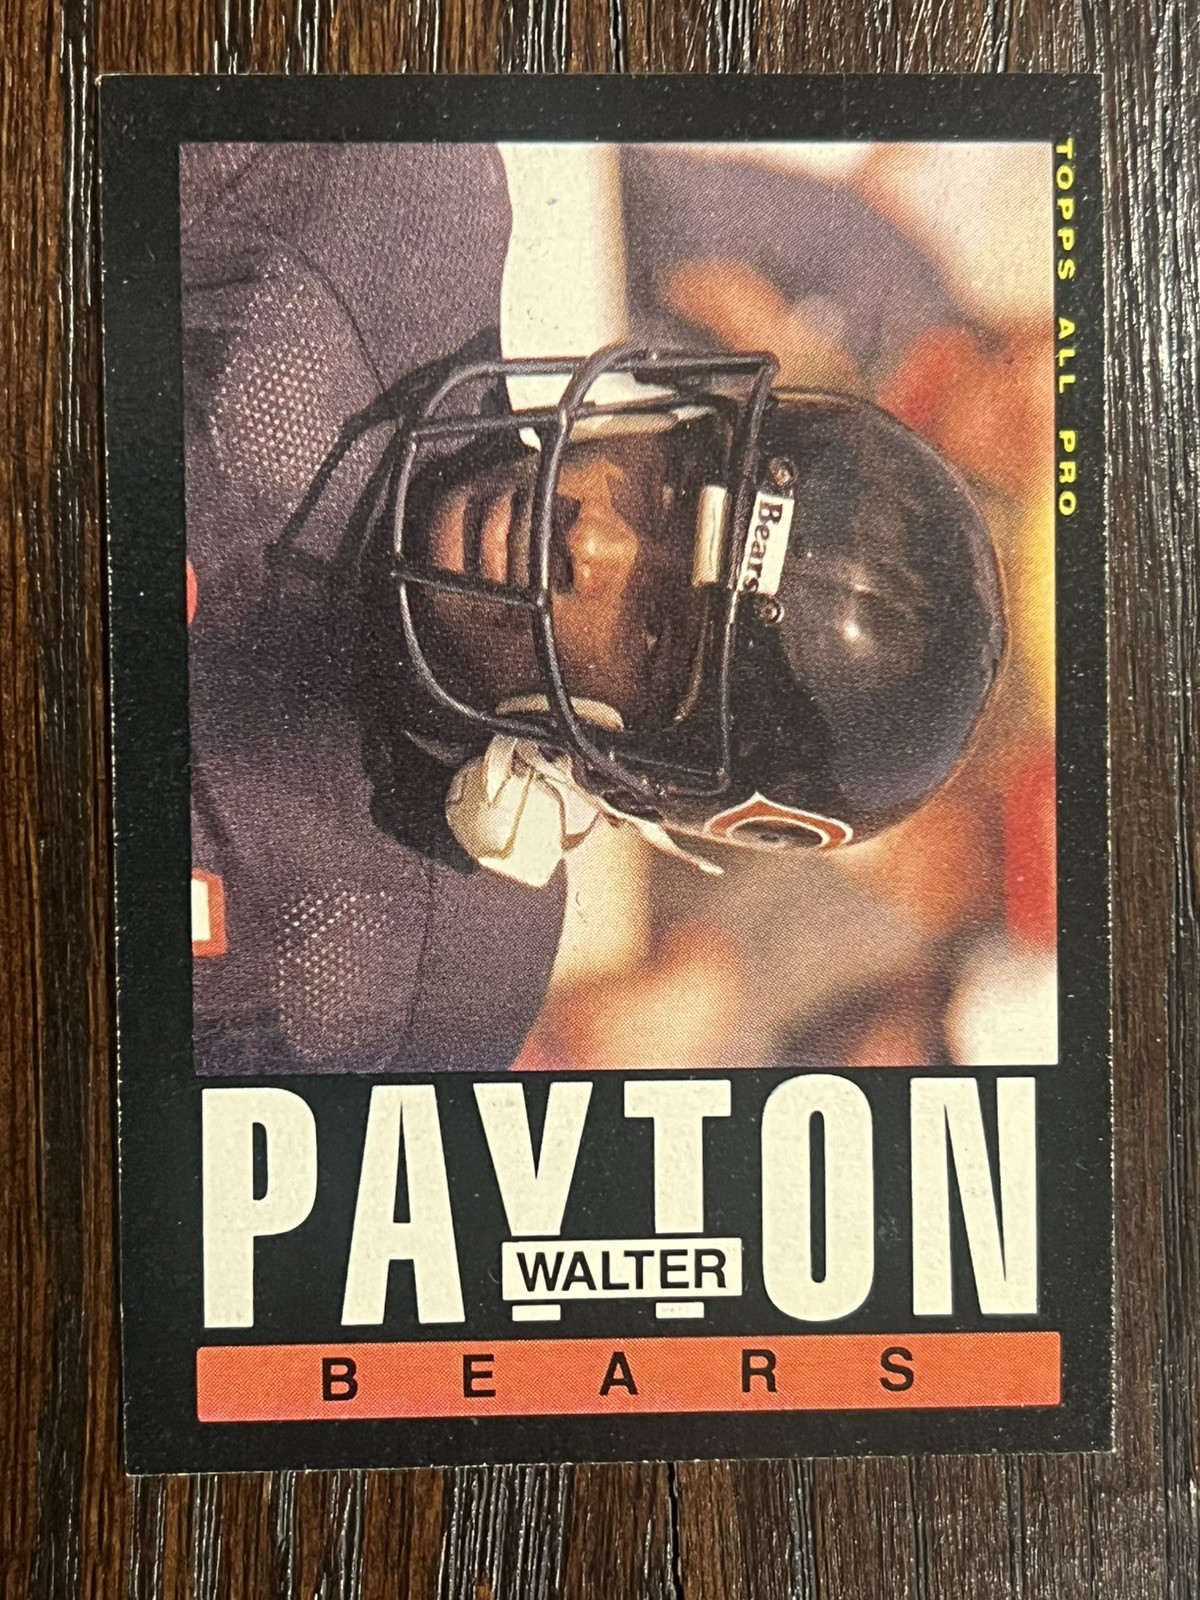 TOPPS ALL PRO
Bears
PAYTON
WALTER
BEARS